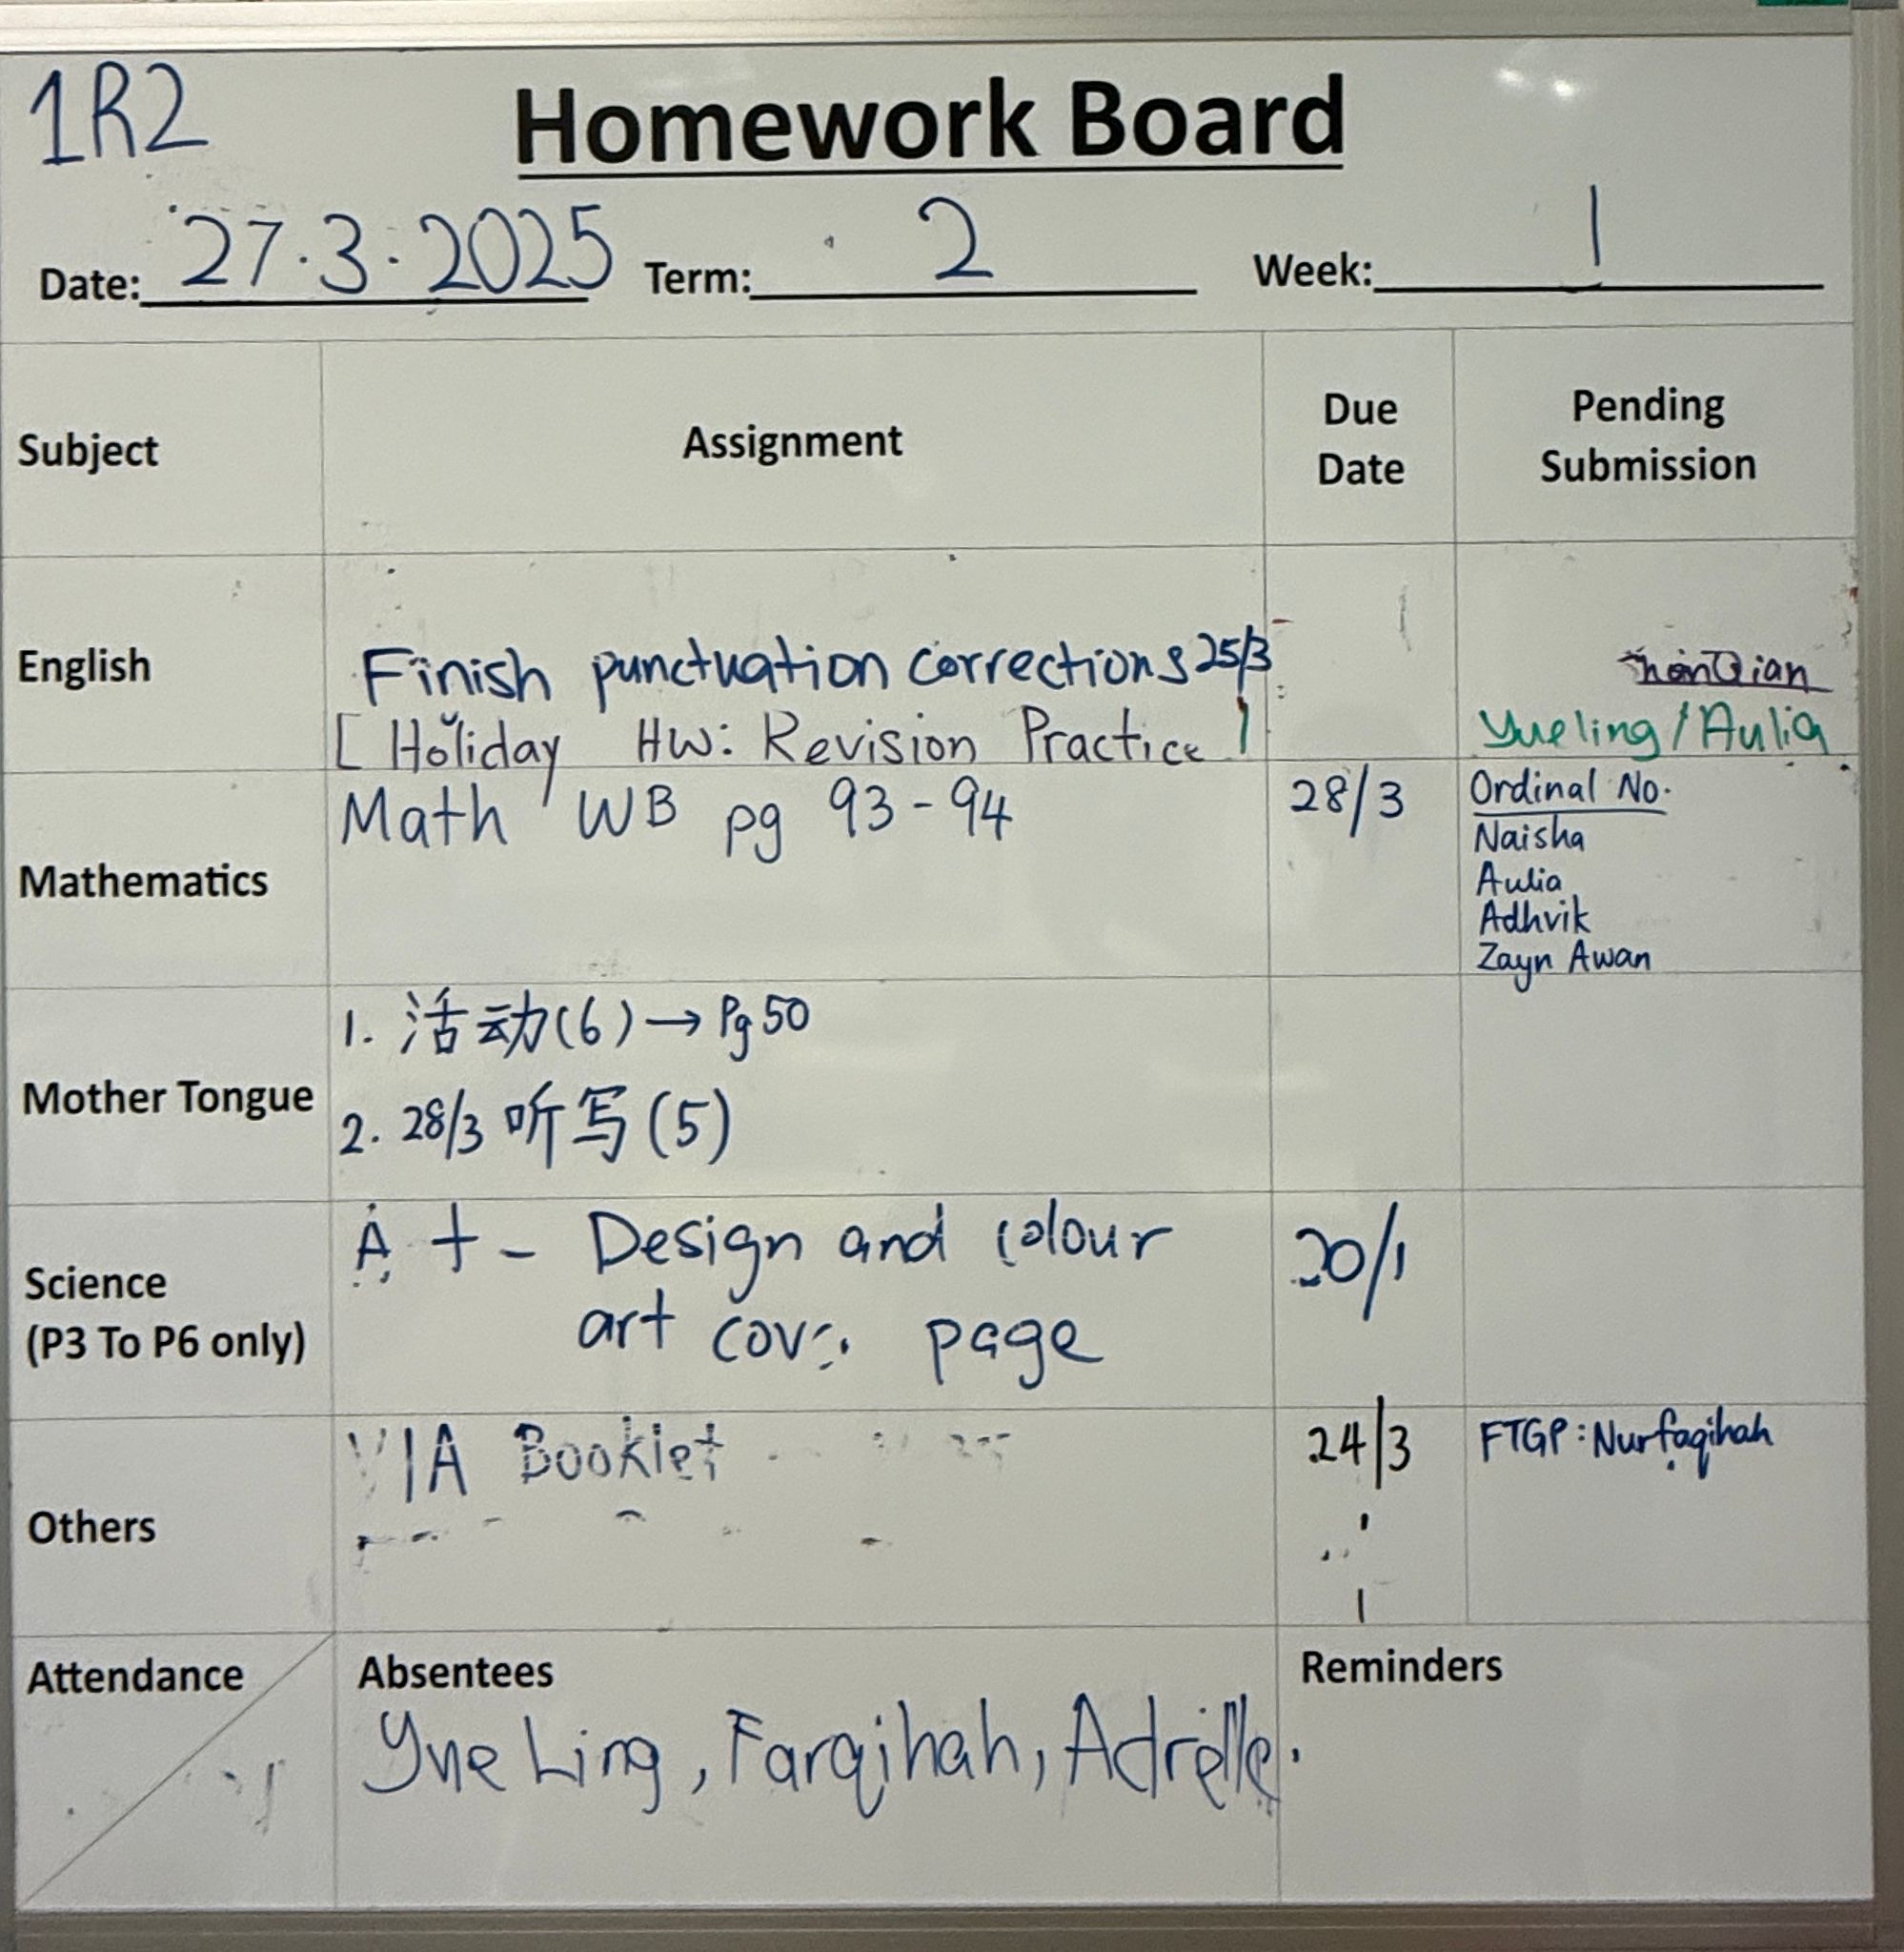 1R2
Homework Board
Date: 27.3.2025 Term: 2 Week: 1
Subject Assignment Due Date Pending Submission
English
Finish punctuation corrections 25/3
[Holiday HW: Revision Practice]
Yueling/Aulia
Mathematics
Math WB pg 93-94
28/3
Ordinal No.
Naisha
Aulia
Adhvik
Zayn Awan
Mother Tongue
1. 活动(6)→Pg 50
2. 28/3 听写(5)
Science
(P3 To P6 only)
Design and colour
art page
20/1
Others
VIA Booklet
24/3
FTGP: Nurfaqihah
Attendance
Absentees
Yue Ling, Farqihah, Adrelle.
Reminders